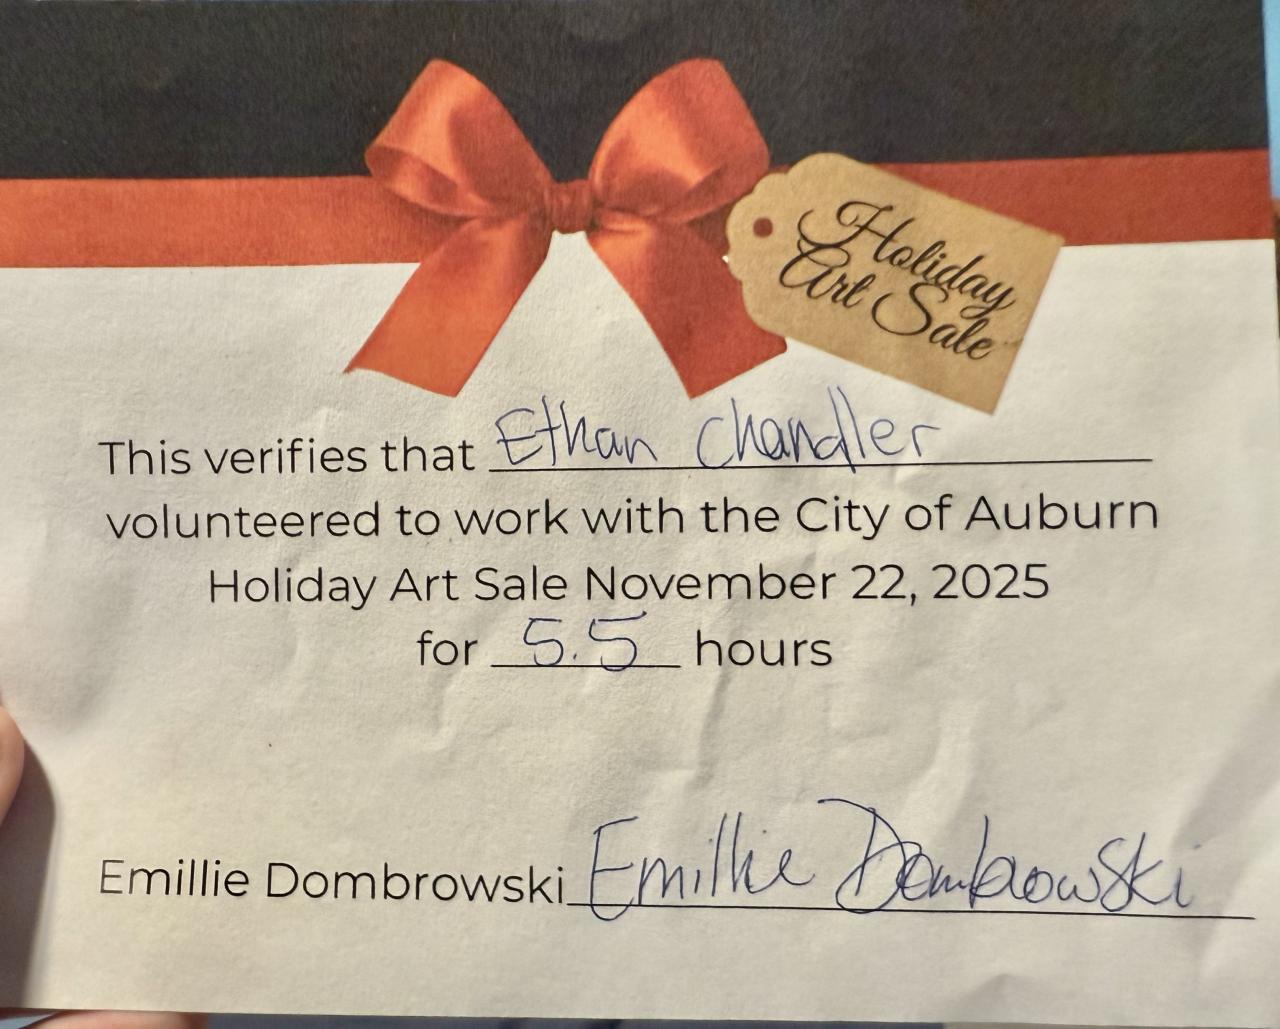 Holiday
Art Sale
This verifies that Ethan Chandler
volunteered to work with the City of Auburn
Holiday Art Sale November 22, 2025
for 5.5 hours
Emillie Dombrowski Emillie Dombrowski